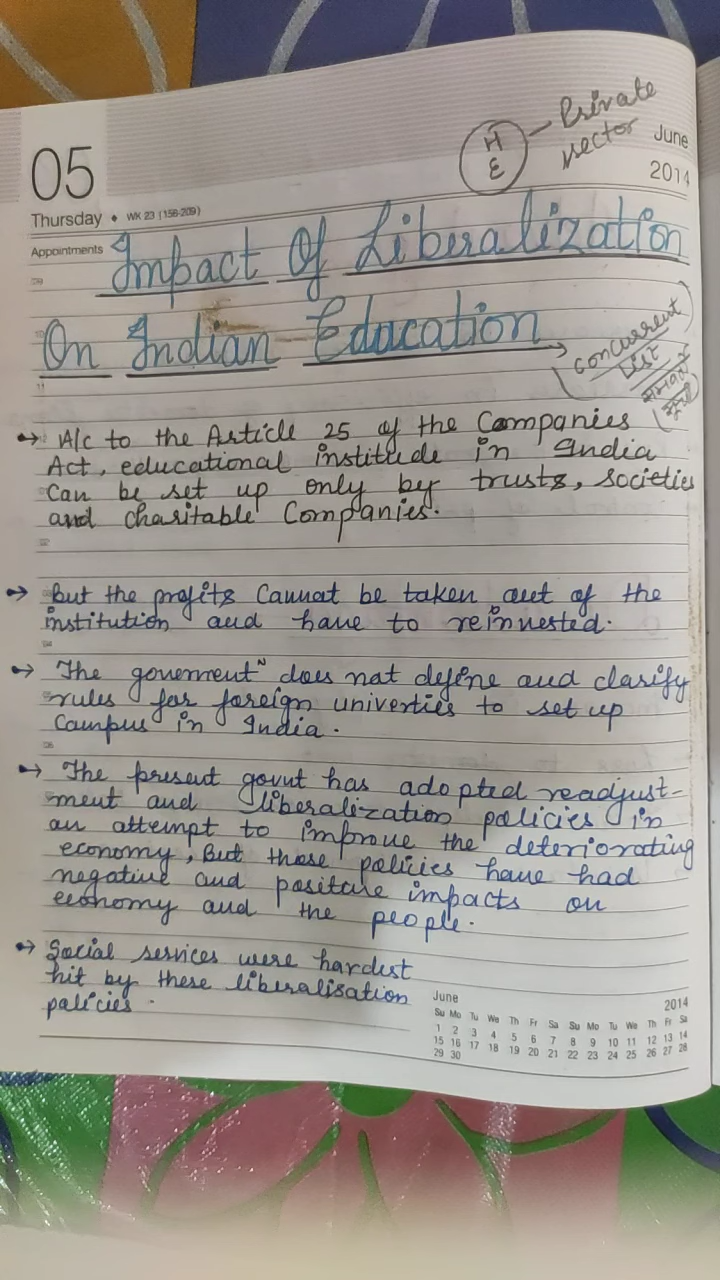 H
E
– Private
sector
June
2014
05
Thursday • WK 23 (156-209)
Appointments
Impact Of Liberalization
On Indian Education
concurrent
List
समवर्ती
सूची
→ A/c to the Article 25 of the Companies
Act, educational institude in India
Can be set up only by trusts, societies
and charitable Companies.
→ But the profits Cannot be taken out of the
institution and have to reinnested.
→ The government does not define and clarify
rules for foreign univerties to set up
Campus in India.
→ The present govnt has adopted readjust-
ment and liberalization policies in
an attempt to improve the deteriorating
economy, But these policies have had
negative and positive impacts on
economy and the people.
→ Social services were hardest
hit by these liberalisation
policies.
June 2014
Su Mo Tu We Th Fr Sa Su Mo Tu We Th Fr Sa
1 2 3 4 5 6 7 8 9 10 11 12 13 14
15 16 17 18 19 20 21 22 23 24 25 26 27 28
29 30